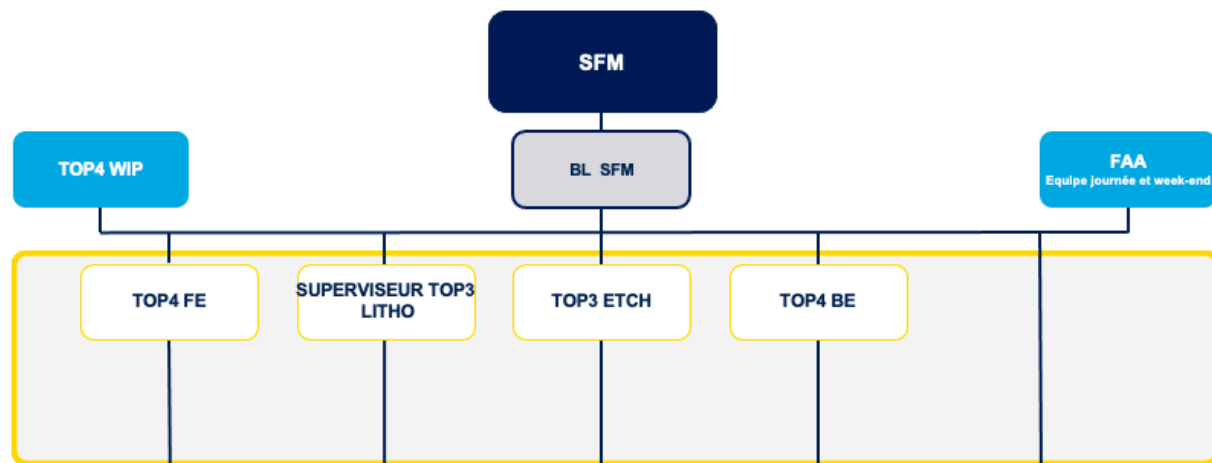 SFM
TOP4 WIP
BL SFM
FAA
Equipe journée et week-end
TOP4 FE
SUPERVISEUR TOP3
LITHO
TOP3 ETCH
TOP4 BE